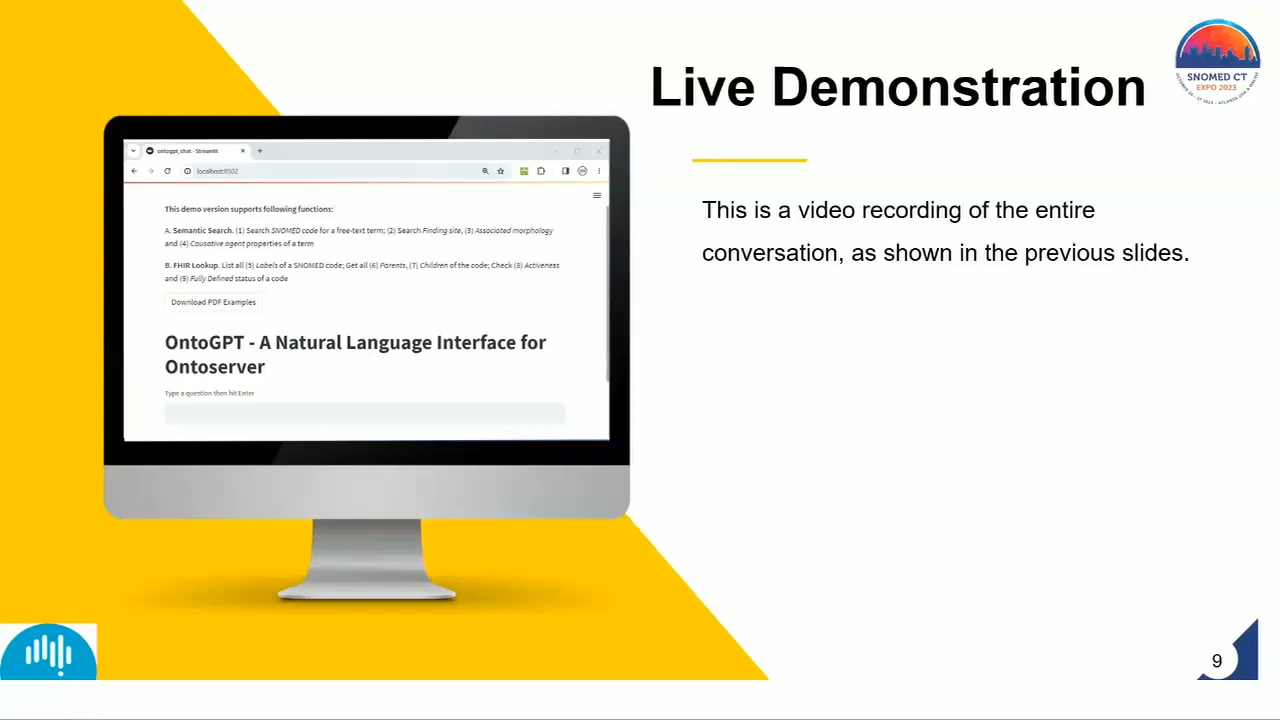 Live Demonstration
SNOMED CT
EXPO 2023
This is a video recording of the entire
conversation, as shown in the previous slides.
ontogpt_chat · Streamlit
localhost:8502
This demo version supports following functions:
A. Semantic Search. (1) Search SNOMED code for a free-text term; (2) Search Finding site, (3) Associated morphology
and (4) Causative agent properties of a term
B. FHIR Lookup. List all (5) Labels of a SNOMED code; Get all (6) Parents, (7) Children of the code; Check (8) Activeness
and (9) Fully Defined status of a code
Download PDF Examples
OntoGPT - A Natural Language Interface for
Ontoserver
Type a question then hit Enter
9